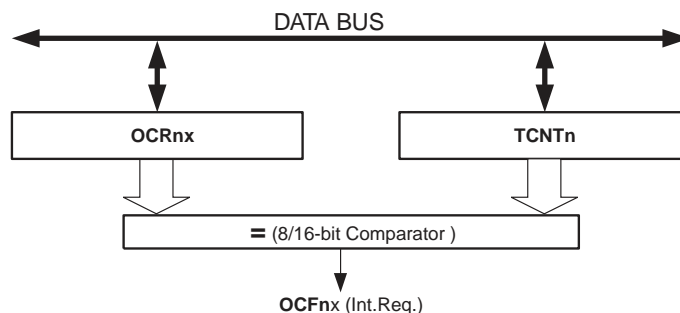 DATA BUS
OCRnx
TCNTn
= (8/16-bit Comparator )
OCFnx (Int.Req.)